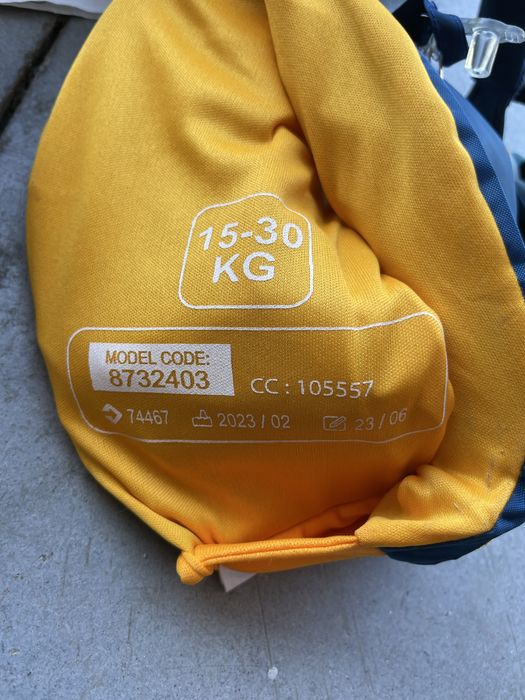 15-30
KG
MODEL CODE:
8732403
CC : 105557
74467 2023 / 02 23 / 06